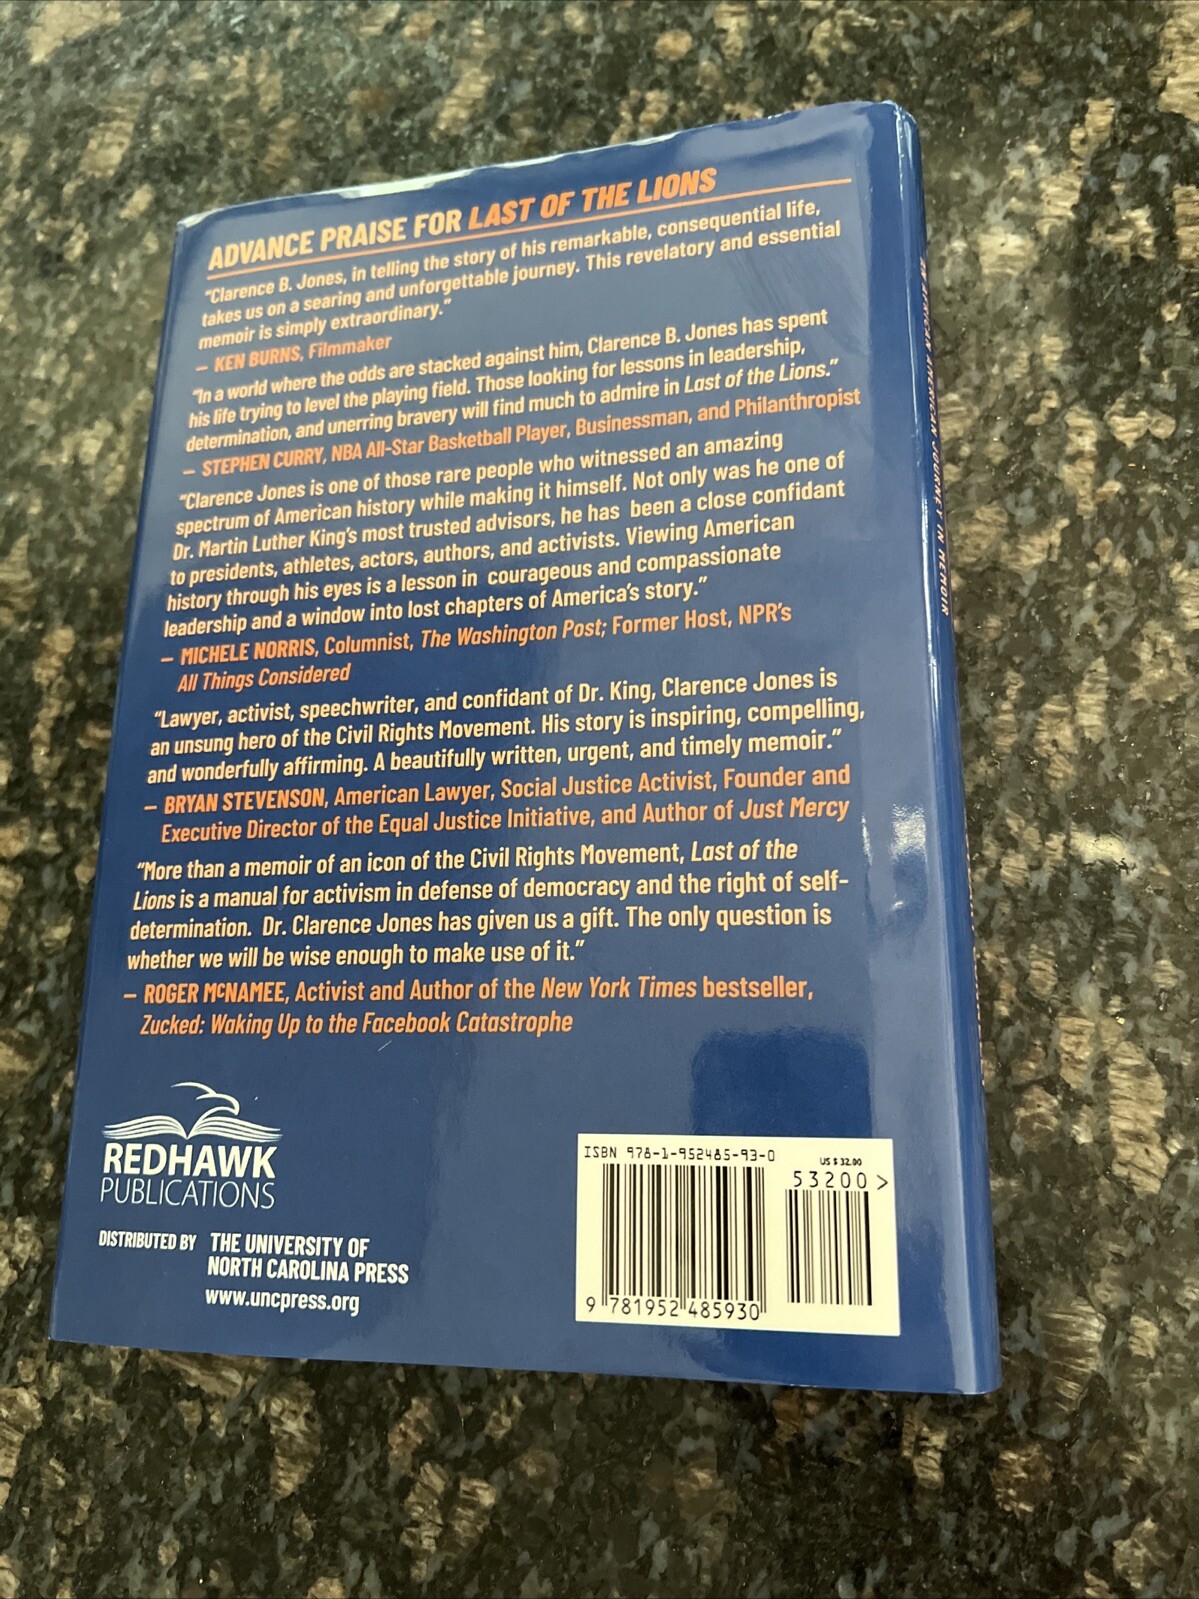 ADVANCE PRAISE FOR LAST OF THE LIONS
“Clarence B. Jones, in telling the story of his remarkable, consequential life,
takes us on a searing and unforgettable journey. This revelatory and essential
memoir is simply extraordinary.”
– KEN BURNS, Filmmaker
“In a world where the odds are stacked against him, Clarence B. Jones has spent
his life trying to level the playing field. Those looking for lessons in leadership,
determination, and unerring bravery will find much to admire in Last of the Lions.”
– STEPHEN CURRY, NBA All-Star Basketball Player, Businessman, and Philanthropist
“Clarence Jones is one of those rare people who witnessed an amazing
spectrum of American history while making it himself. Not only was he one of
Dr. Martin Luther King’s most trusted advisors, he has been a close confidant
to presidents, athletes, actors, authors, and activists. Viewing American
history through his eyes is a lesson in courageous and compassionate
leadership and a window into lost chapters of America’s story.”
– MICHELE NORRIS, Columnist, The Washington Post; Former Host, NPR’s
All Things Considered
“Lawyer, activist, speechwriter, and confidant of Dr. King, Clarence Jones is
an unsung hero of the Civil Rights Movement. His story is inspiring, compelling,
and wonderfully affirming. A beautifully written, urgent, and timely memoir.”
– BRYAN STEVENSON, American Lawyer, Social Justice Activist, Founder and
Executive Director of the Equal Justice Initiative, and Author of Just Mercy
“More than a memoir of an icon of the Civil Rights Movement, Last of the
Lions is a manual for activism in defense of democracy and the right of self-
determination. Dr. Clarence Jones has given us a gift. The only question is
whether we will be wise enough to make use of it.”
– ROGER McNAMEE, Activist and Author of the New York Times bestseller,
Zucked: Waking Up to the Facebook Catastrophe
REDHAWK
PUBLICATIONS
DISTRIBUTED BY THE UNIVERSITY OF
NORTH CAROLINA PRESS
www.uncpress.org
ISBN 978-1-952485-93-0
US $ 32.00
53200>
9 781952 485930
AFRICAN AMERICAN JOURNEY IN MEMOIR